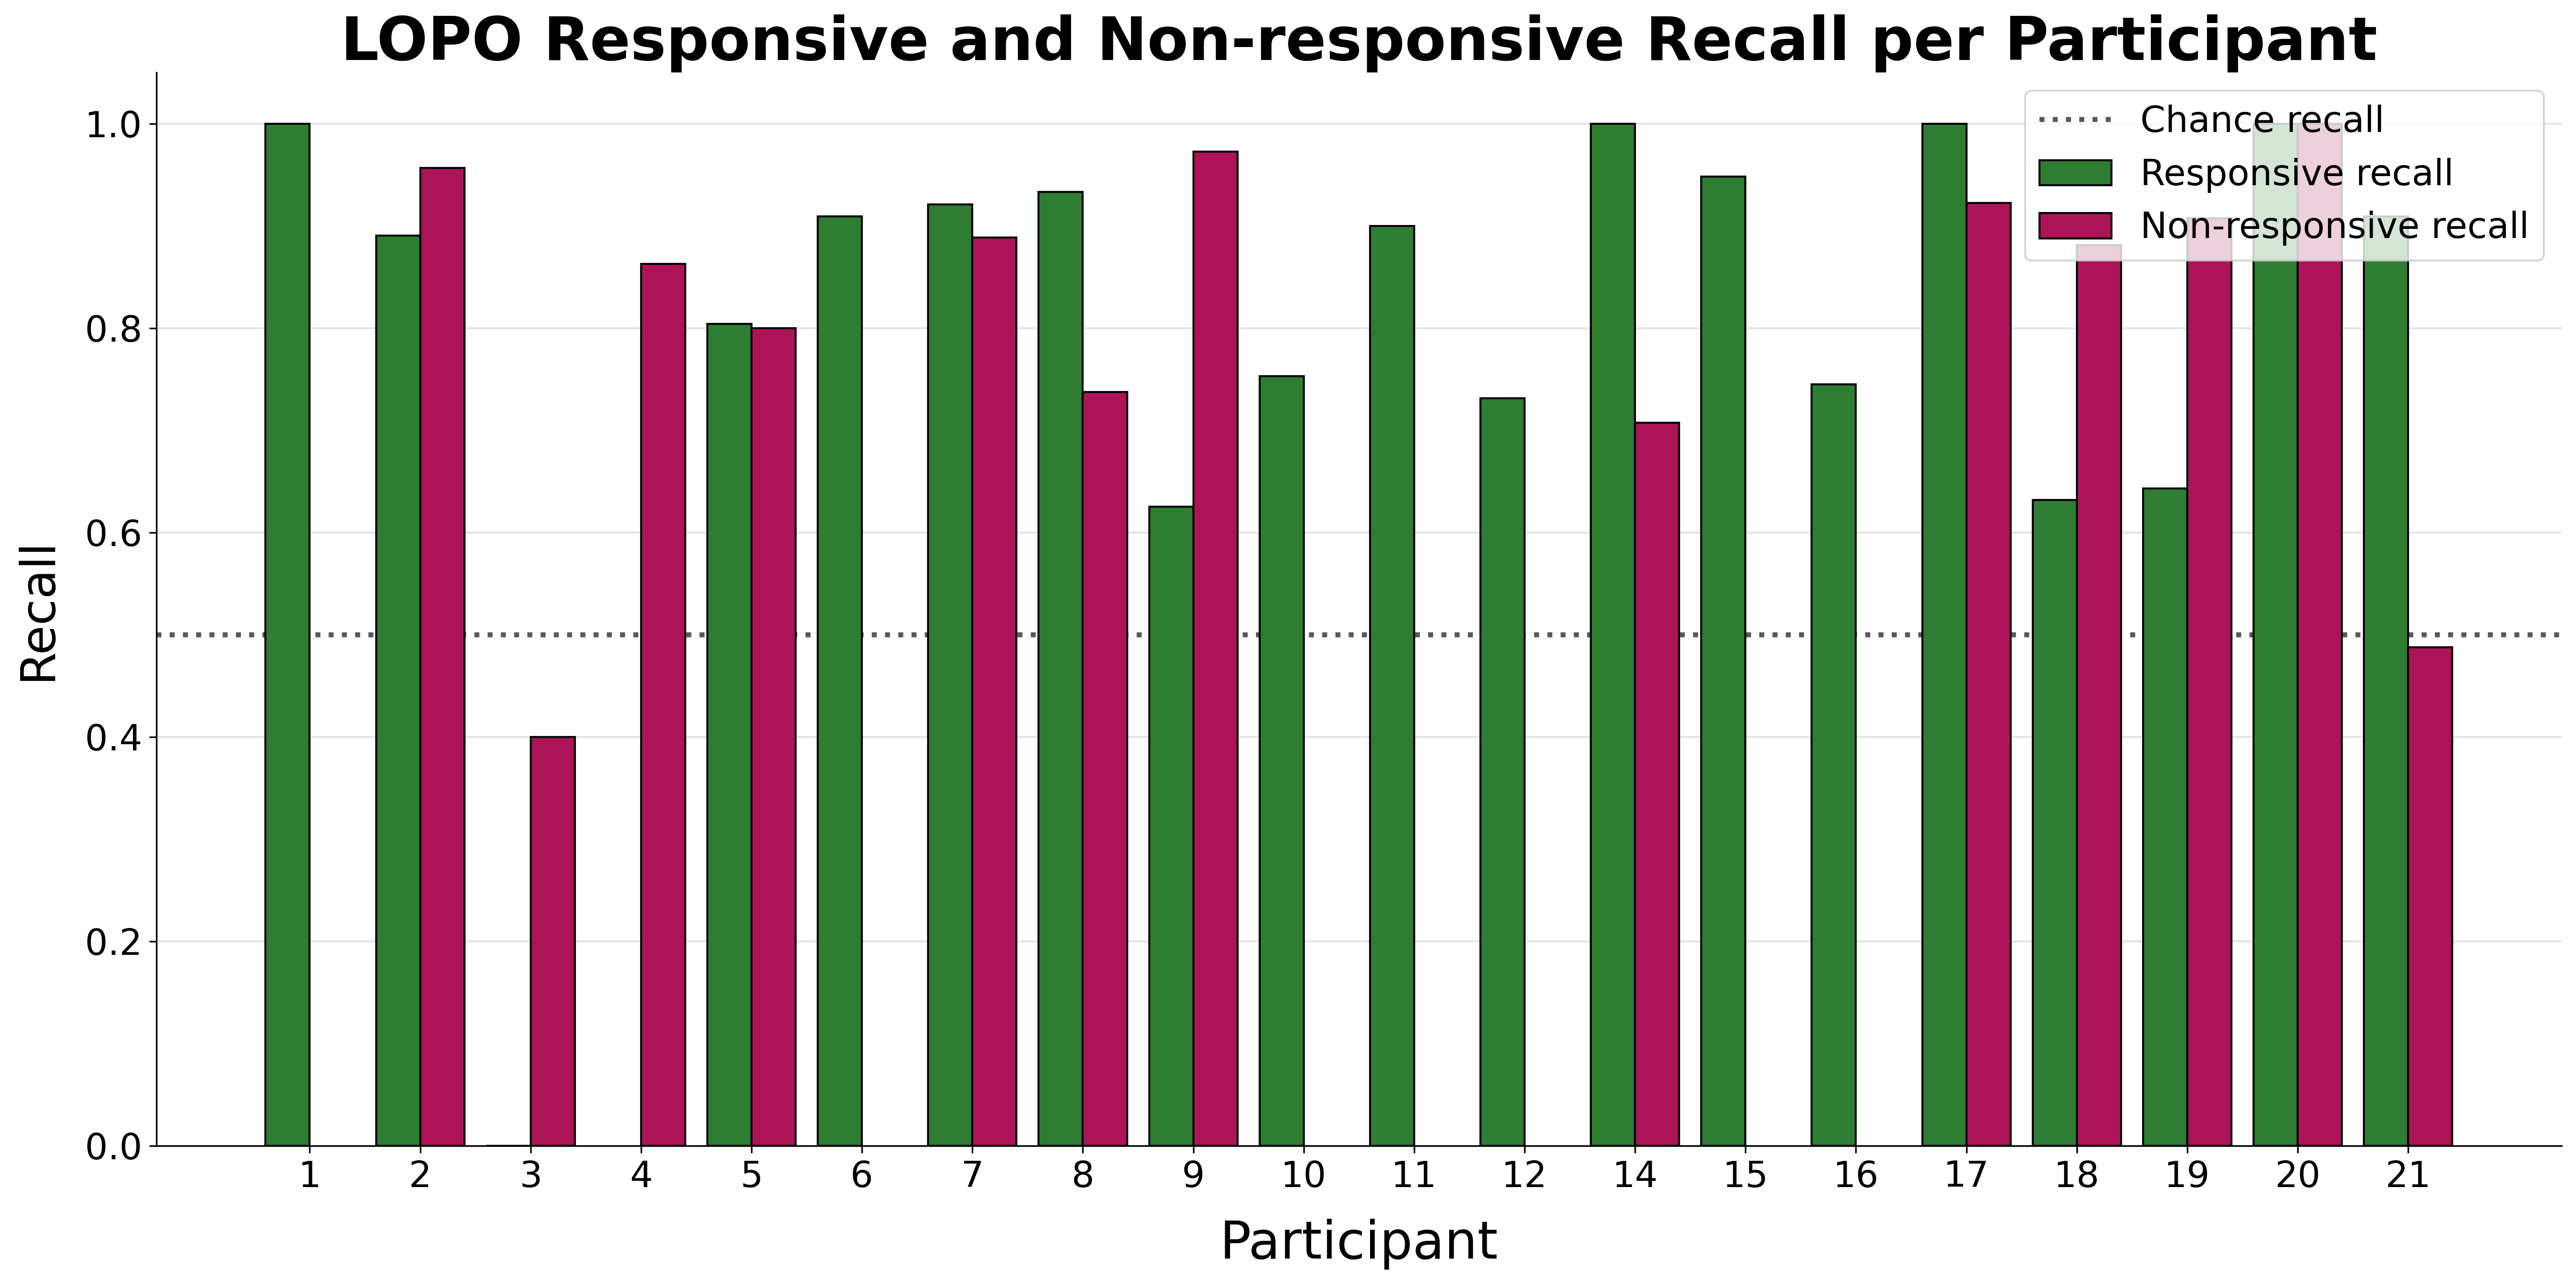 LOPO Responsive and Non-responsive Recall per Participant
Chance recall
Responsive recall
Non-responsive recall
1.0
0.8
0.6
0.4
0.2
0.0
Recall
1 2 3 4 5 6 7 8 9 10 11 12 14 15 16 17 18 19 20 21
Participant